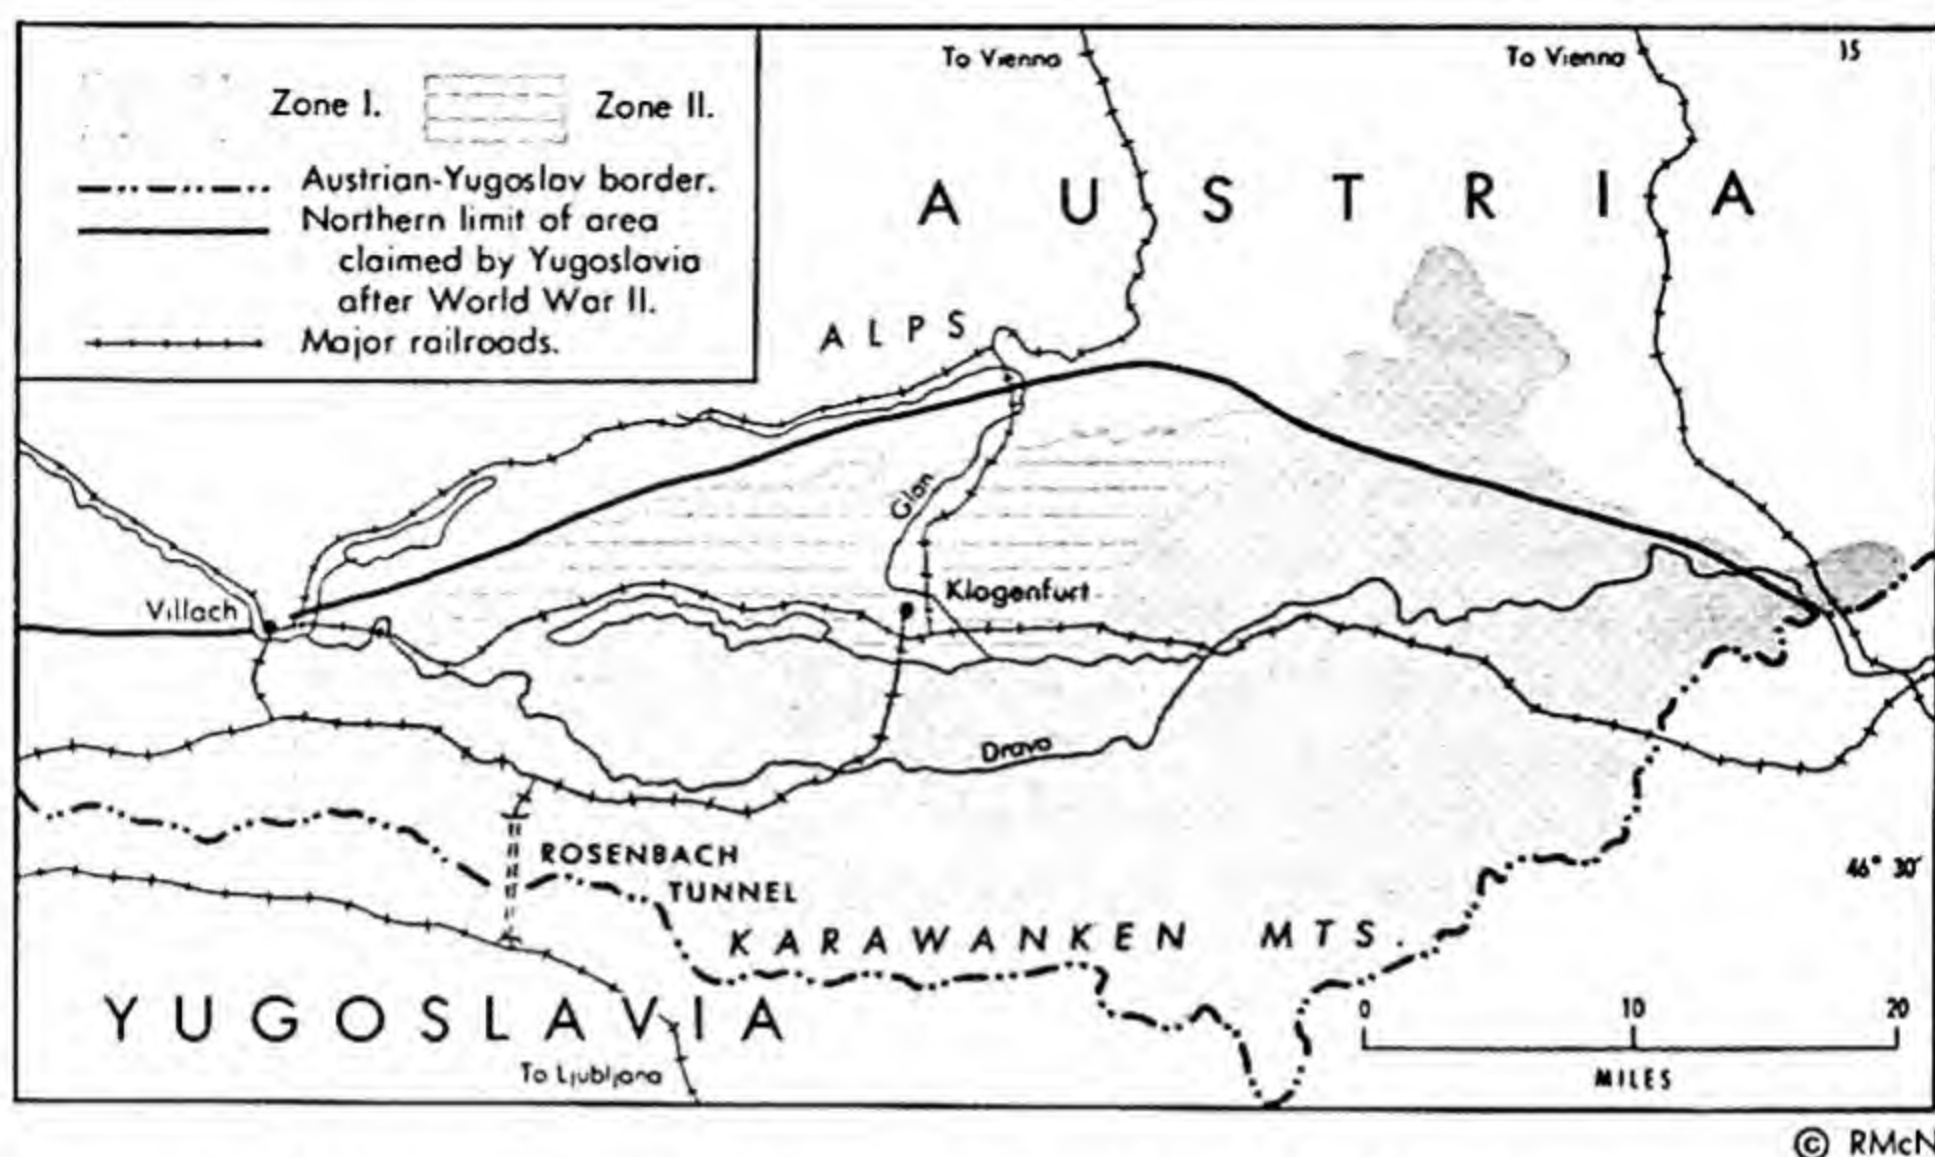 Zone I.
Zone II.
Austrian-Yugoslav border.
Northern limit of area
claimed by Yugoslavia
after World War II.
Major railroads.
To Vienna
To Vienna
15
AUSTRIA
ALPS
Glan
Klagenfurt
Villach
Drava
ROSENBACH
TUNNEL
KARAWANKEN MTS.
46° 30'
YUGOSLAVIA
To Ljubljana
0 10 20
MILES
© RMcN